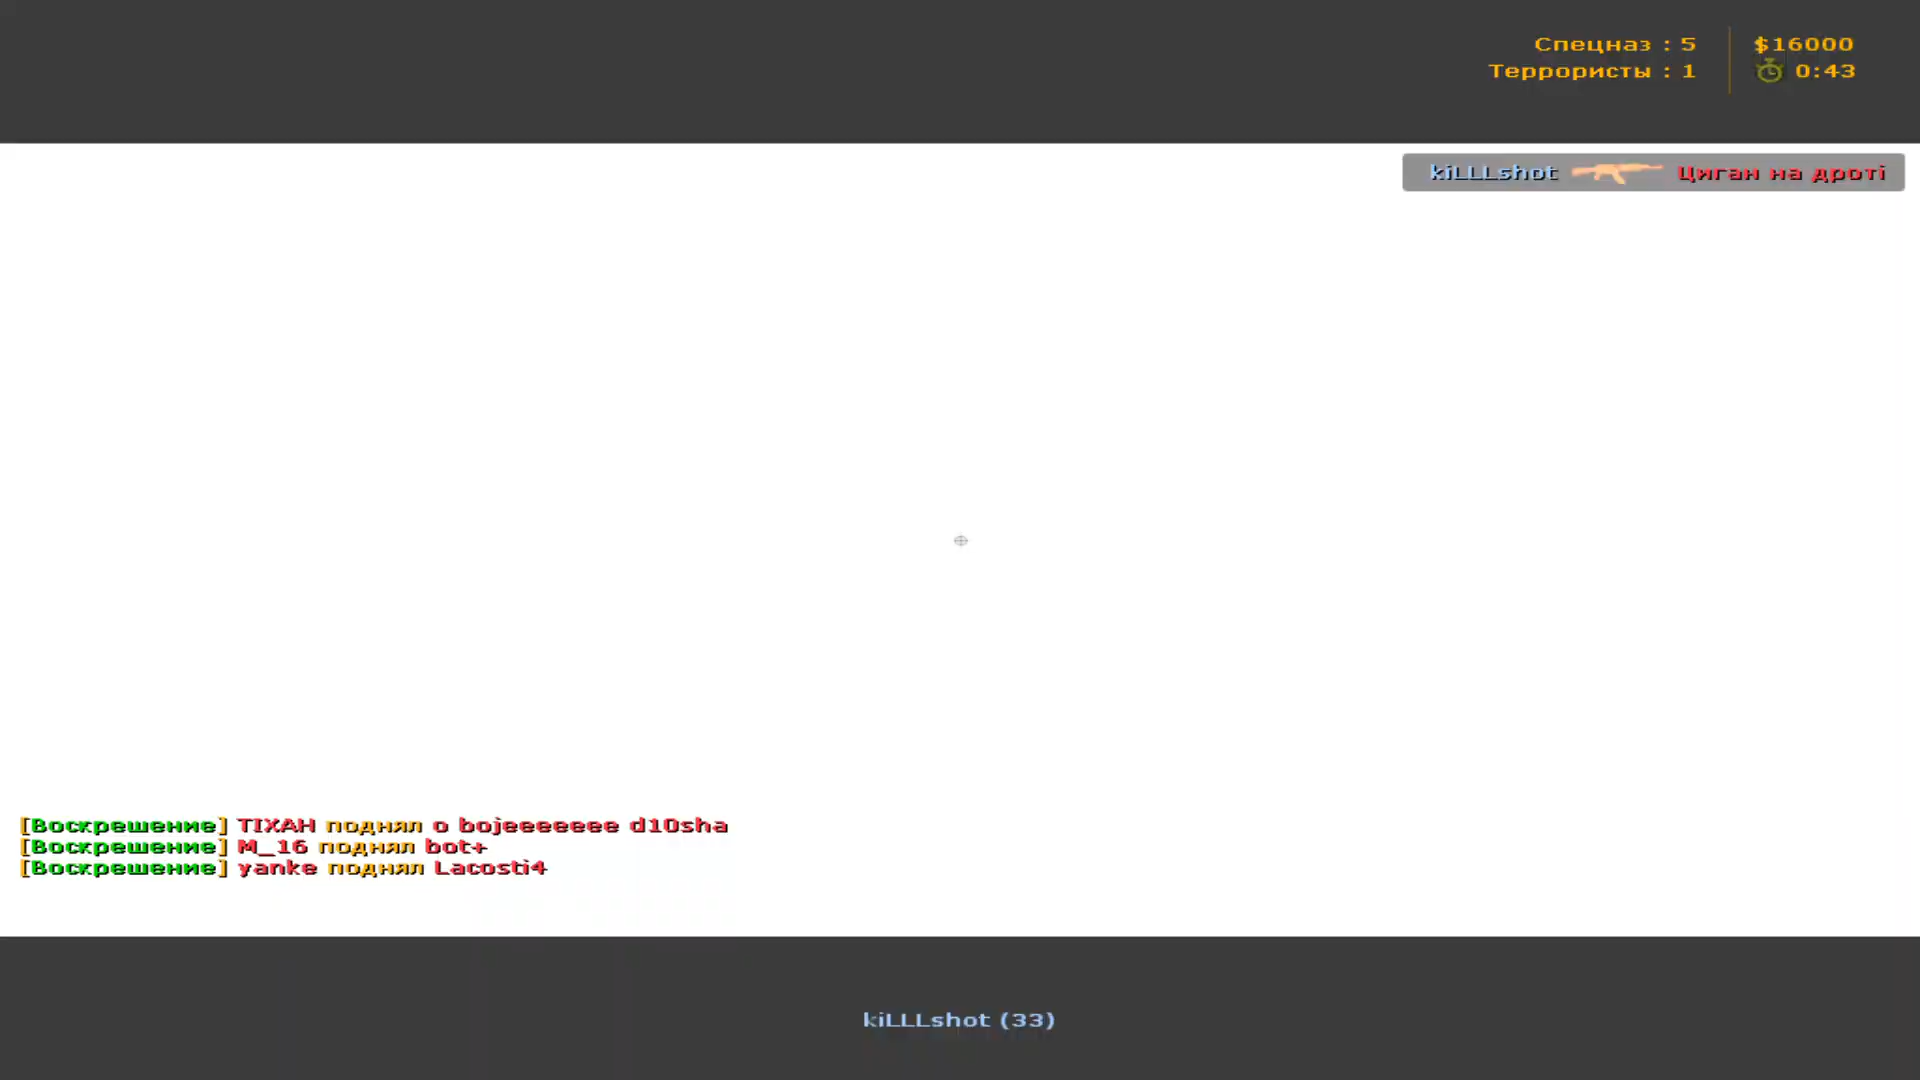 Спецназ : 5
Террористы : 1
$16000
0:43
kiLLLshot Циган на дроті
[Воскрешение] TIXAH поднял o bojeeeeeee d10sha
[Воскрешение] M_16 поднял bot+
[Воскрешение] yanke поднял Lacosti4
kiLLLshot (33)